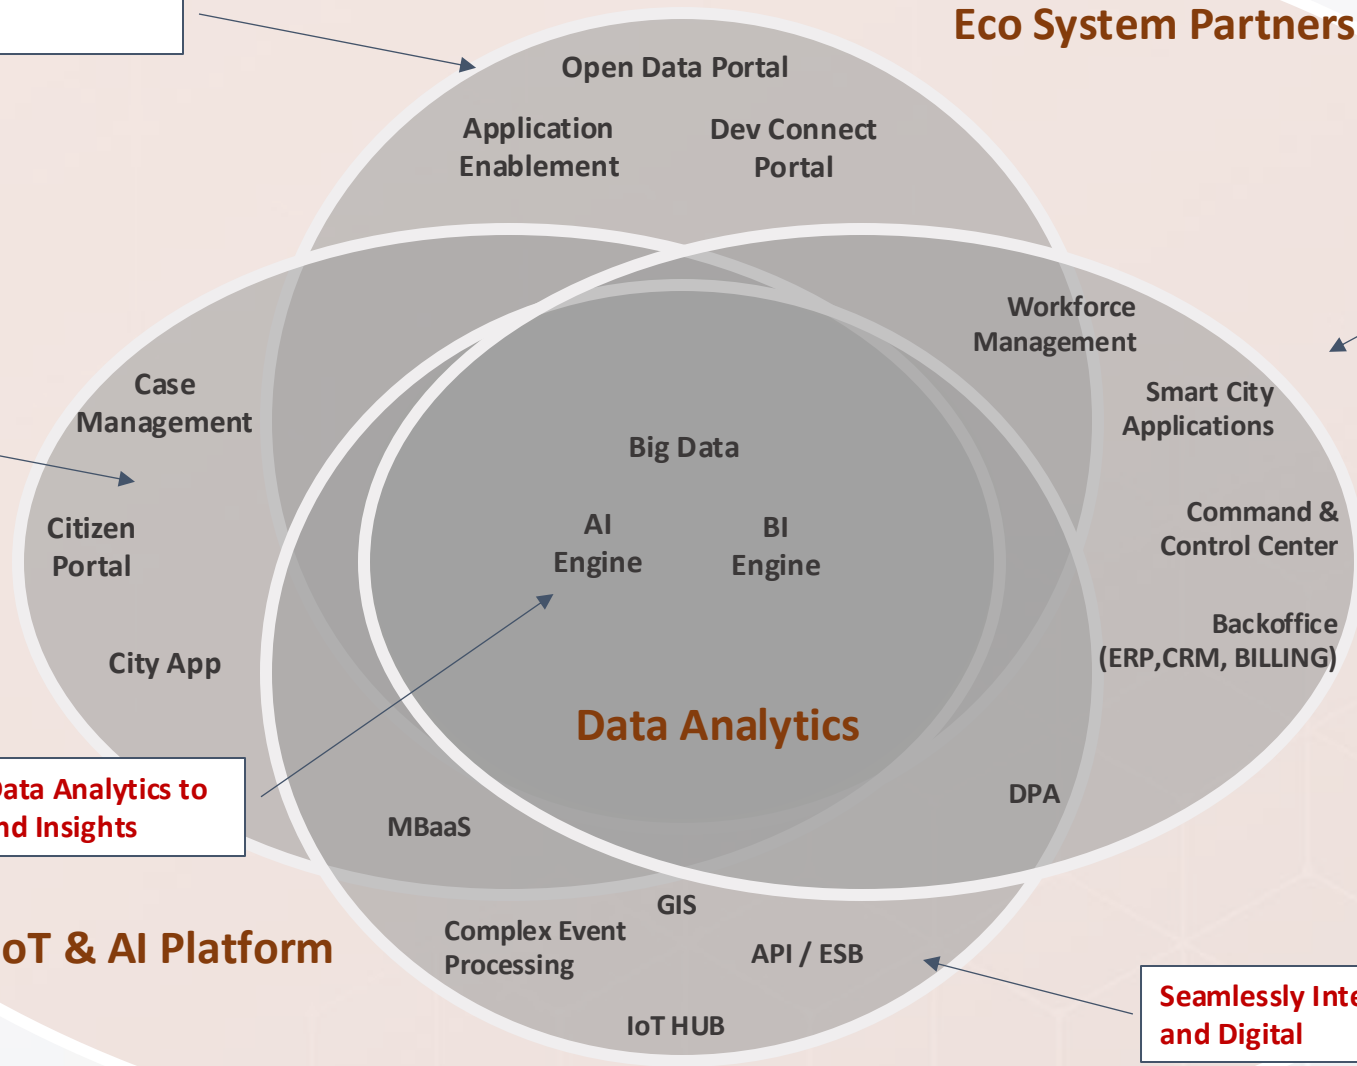 Eco System Partners
Open Data Portal
Application
Enablement
Dev Connect
Portal
Workforce
Management
Case
Management
Smart City
Applications
Big Data
Citizen
Portal
AI
Engine
BI
Engine
Command &
Control Center
Backoffice
(ERP,CRM, BILLING)
City App
Data Analytics
Data Analytics to
nd Insights
MBaaS
DPA
GIS
Complex Event
Processing
API / ESB
oT & AI Platform
IoT HUB
Seamlessly Inte
and Digital